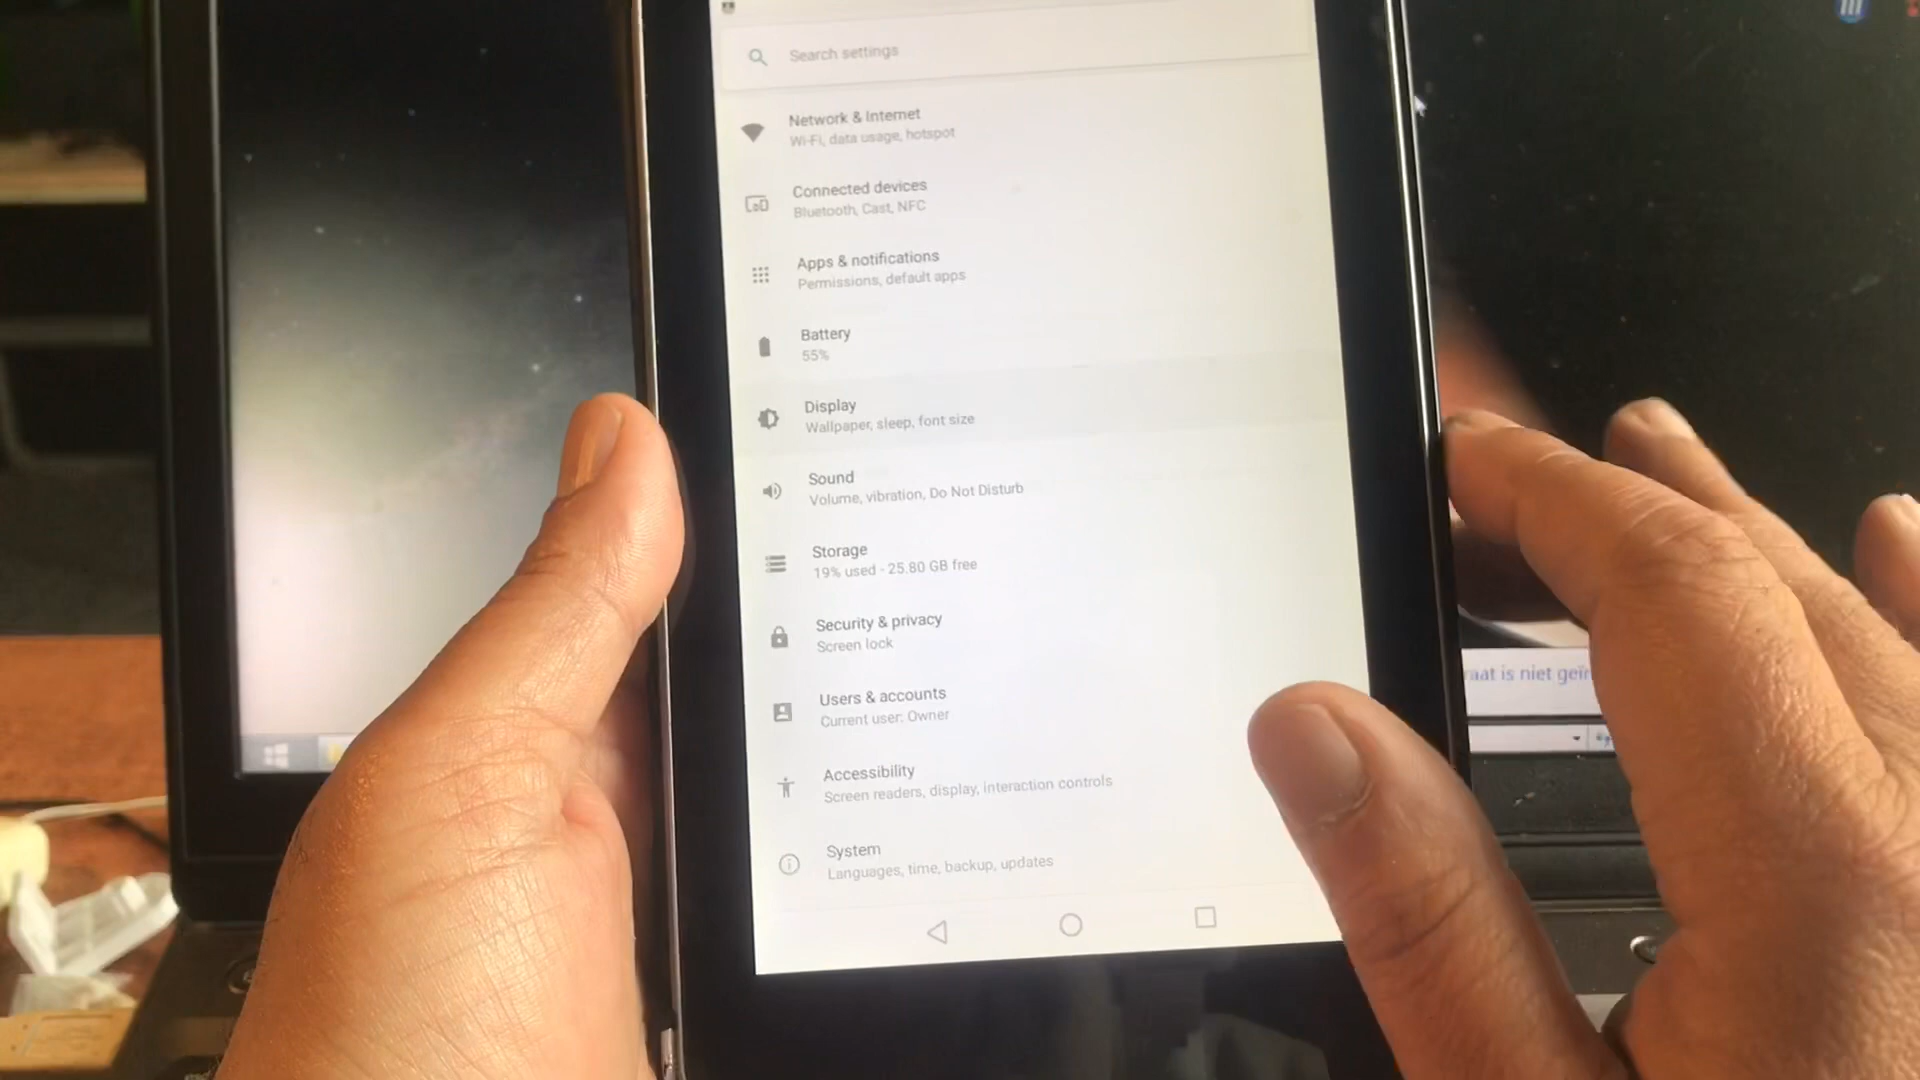 Search settings
Network & Internet
Wi-Fi, data usage, hotspot
Connected devices
Bluetooth, Cast, NFC
Apps & notifications
Permissions, default apps
Battery
55%
Display
Wallpaper, sleep, font size
Sound
Volume, vibration, Do Not Disturb
Storage
19% used - 25.80 GB free
Security & privacy
Screen lock
Users & accounts
Current user: Owner
Accessibility
Screen readers, display, interaction controls
System
Languages, time, backup, updates
is niet